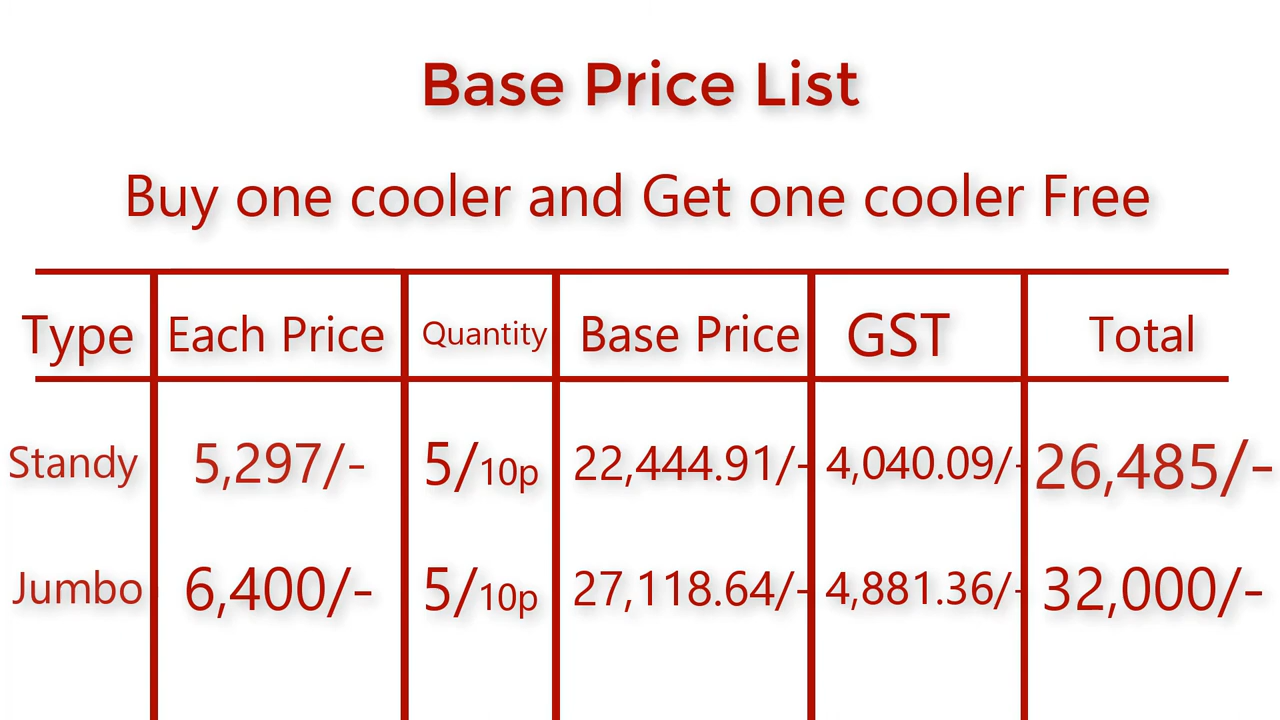 Base Price List
Buy one cooler and Get one cooler Free
Type Each Price Quantity Base Price GST Total
Standy 5,297/- 5/10p 22,444.91/- 4,040.09/- 26,485/-
Jumbo 6,400/- 5/10p 27,118.64/- 4,881.36/- 32,000/-